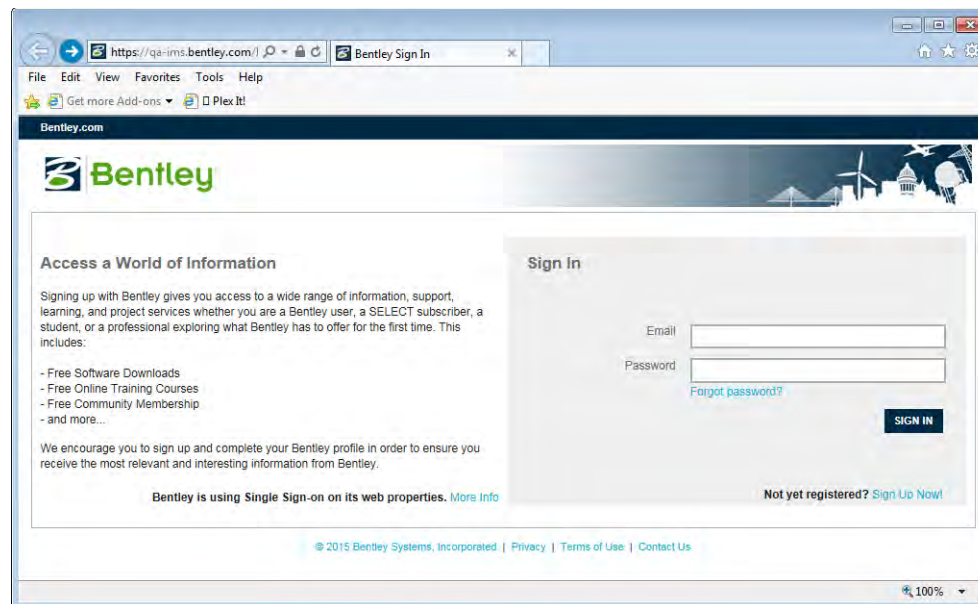 https://qa-ims.bentley.com/
Bentley Sign In
File Edit View Favorites Tools Help
Get more Add-ons
Plex It!
Bentley.com
Bentley
Access a World of Information
Signing up with Bentley gives you access to a wide range of information, support,
learning, and project services whether you are a Bentley user, a SELECT subscriber, a
student, or a professional exploring what Bentley has to offer for the first time. This
includes:
- Free Software Downloads
- Free Online Training Courses
- Free Community Membership
- and more...
We encourage you to sign up and complete your Bentley profile in order to ensure you
receive the most relevant and interesting information from Bentley.
Bentley is using Single Sign-on on its web properties. More Info
Sign In
Email
Password
Forgot password?
SIGN IN
Not yet registered? Sign Up Now!
© 2015 Bentley Systems, Incorporated | Privacy | Terms of Use | Contact Us
100%